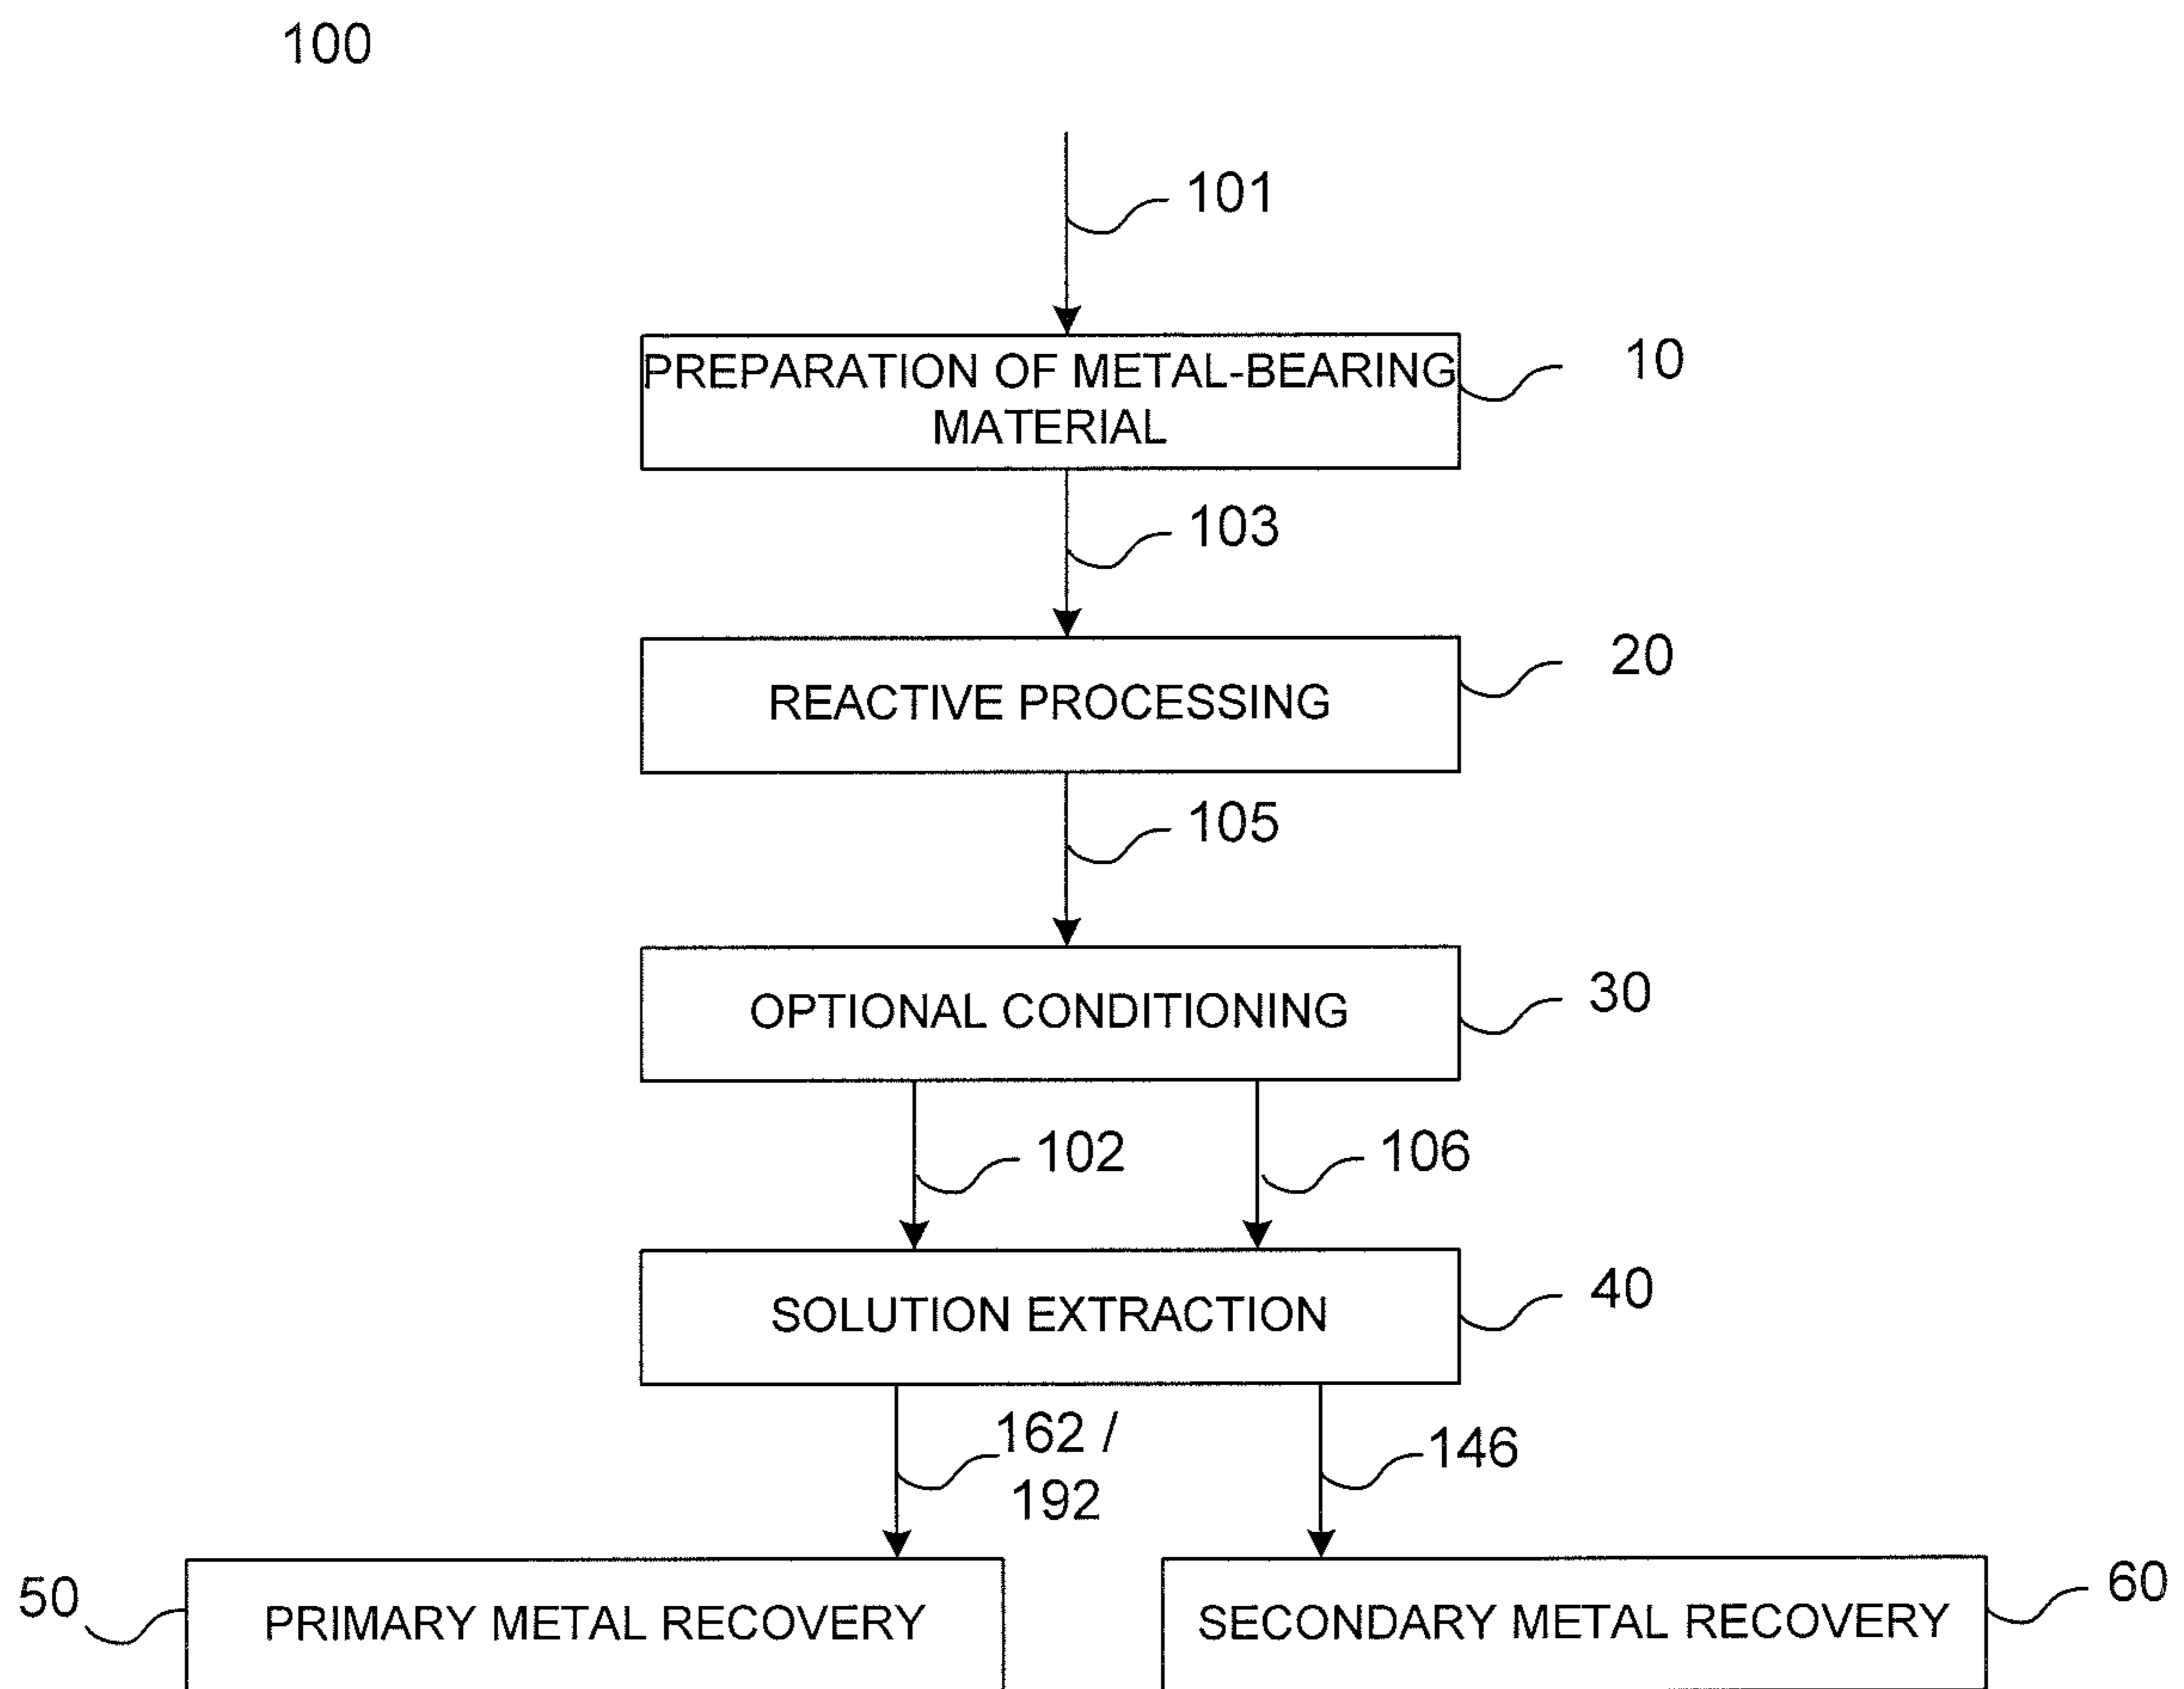 100
101
PREPARATION OF METAL-BEARING
MATERIAL
10
103
REACTIVE PROCESSING
20
105
OPTIONAL CONDITIONING
30
102
106
SOLUTION EXTRACTION
40
162 /
192
146
50
PRIMARY METAL RECOVERY
SECONDARY METAL RECOVERY
60